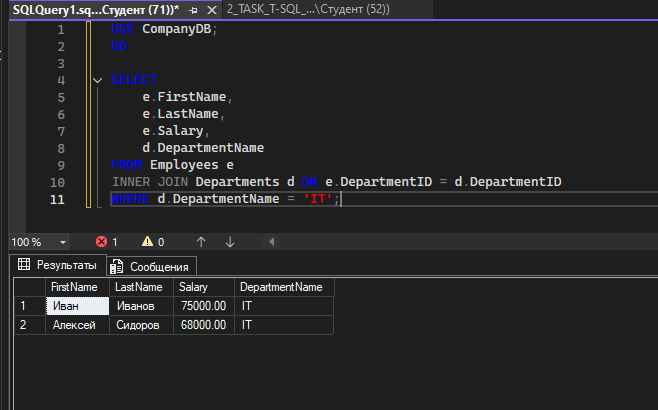 SQLQuery1.sq...Студент (71))* 2_TASK_T-SQL_...\Студент (52))
1 USE CompanyDB;
2 GO
3
4 SELECT
5 e.FirstName,
6 e.LastName,
7 e.Salary,
8 d.DepartmentName
9 FROM Employees e
10 INNER JOIN Departments d ON e.DepartmentID = d.DepartmentID
11 WHERE d.DepartmentName = 'IT';
100 % 1 0
Результаты Сообщения
FirstName LastName Salary DepartmentName
1 Иван Иванов 75000.00 IT
2 Алексей Сидоров 68000.00 IT